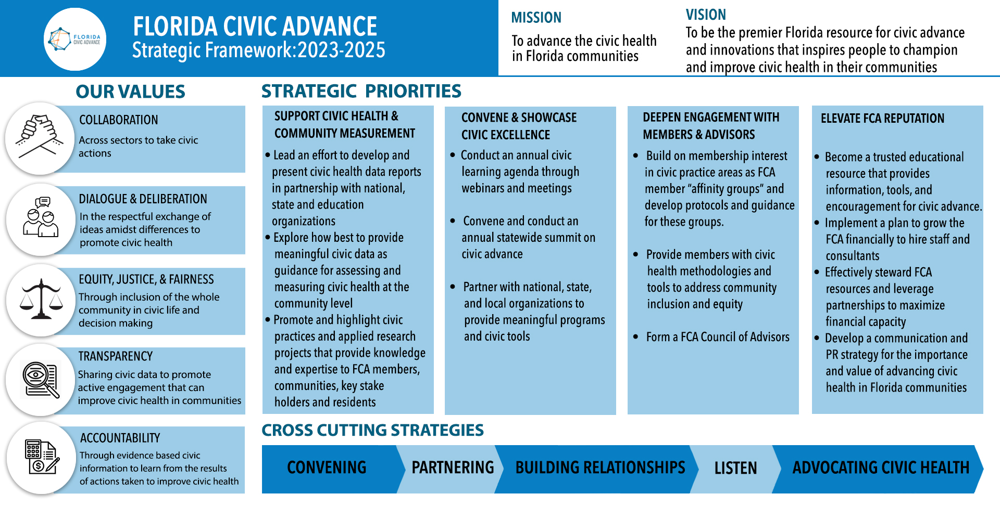 FLORIDA
CIVIC ADVANCE
FLORIDA CIVIC ADVANCE
Strategic Framework:2023-2025
MISSION
To advance the civic health
in Florida communities
VISION
To be the premier Florida resource for civic advance
and innovations that inspires people to champion
and improve civic health in their communities
OUR VALUES
COLLABORATION
Across sectors to take civic
actions
DIALOGUE & DELIBERATION
In the respectful exchange of
ideas amidst differences to
promote civic health
EQUITY, JUSTICE, & FAIRNESS
Through inclusion of the whole
community in civic life and
decision making
TRANSPARENCY
Sharing civic data to promote
active engagement that can
improve civic health in communities
ACCOUNTABILITY
Through evidence based civic
information to learn from the results
of actions taken to improve civic health
STRATEGIC PRIORITIES
SUPPORT CIVIC HEALTH &
COMMUNITY MEASUREMENT
• Lead an effort to develop and
present civic health data reports
in partnership with national,
state and education
organizations
• Explore how best to provide
meaningful civic data as
guidance for assessing and
measuring civic health at the
community level
• Promote and highlight civic
practices and applied research
projects that provide knowledge
and expertise to FCA members,
communities, key stake
holders and residents
CONVENE & SHOWCASE
CIVIC EXCELLENCE
• Conduct an annual civic
learning agenda through
webinars and meetings
• Convene and conduct an
annual statewide summit on
civic advance
• Partner with national, state,
and local organizations to
provide meaningful programs
and civic tools
DEEPEN ENGAGEMENT WITH
MEMBERS & ADVISORS
• Build on membership interest
in civic practice areas as FCA
member “affinity groups” and
develop protocols and guidance
for these groups.
• Provide members with civic
health methodologies and
tools to address community
inclusion and equity
• Form a FCA Council of Advisors
ELEVATE FCA REPUTATION
• Become a trusted educational
resource that provides
information, tools, and
encouragement for civic advance.
• Implement a plan to grow the
FCA financially to hire staff and
consultants
• Effectively steward FCA
resources and leverage
partnerships to maximize
financial capacity
• Develop a communication and
PR strategy for the importance
and value of advancing civic
health in Florida communities
CROSS CUTTING STRATEGIES
CONVENING
PARTNERING
BUILDING RELATIONSHIPS
LISTEN
ADVOCATING CIVIC HEALTH